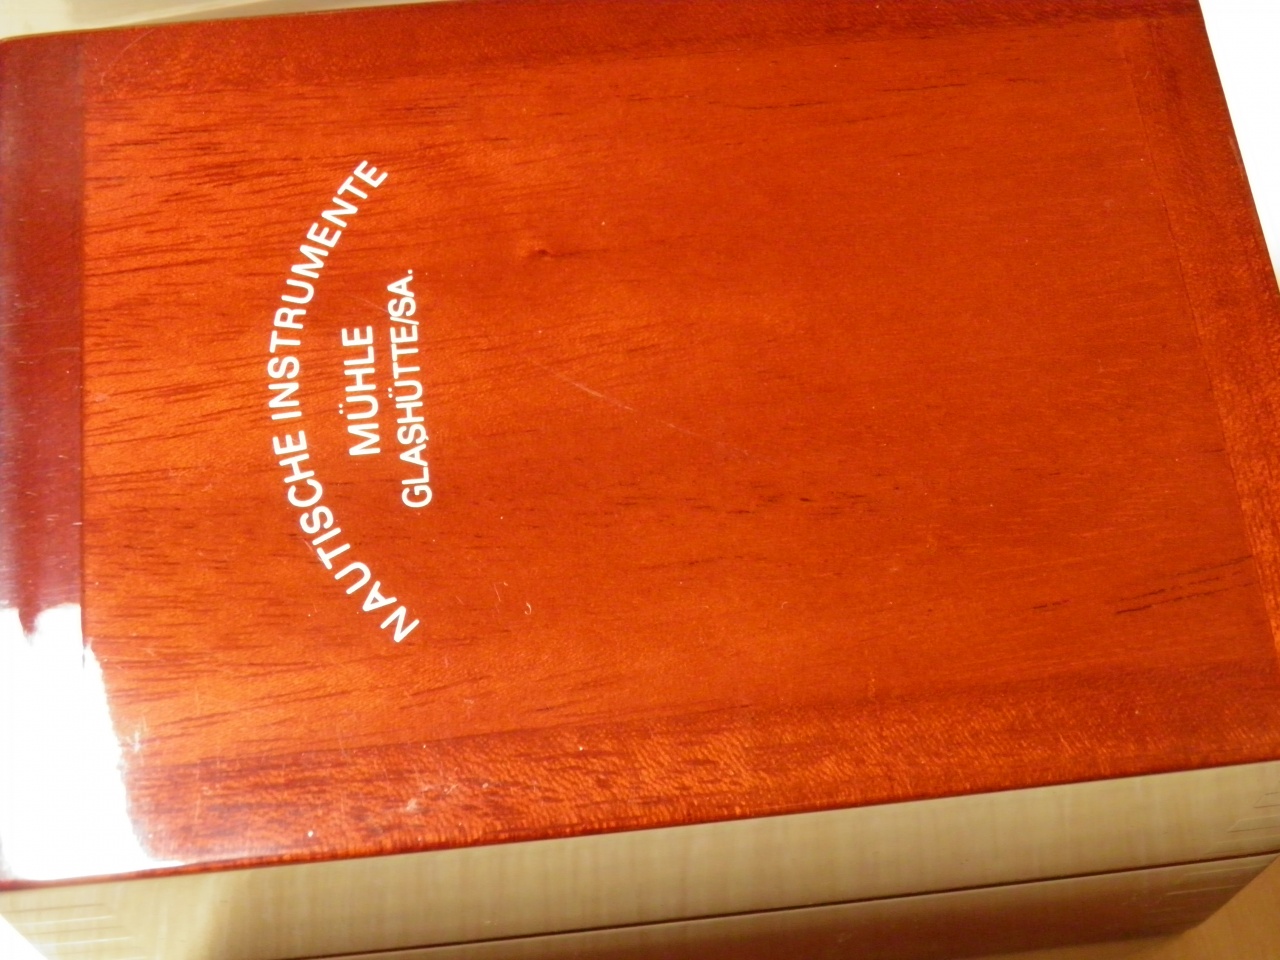 NAUTISCHE INSTRUMENTE
MÜHLE
GLASHÜTTE/SA.